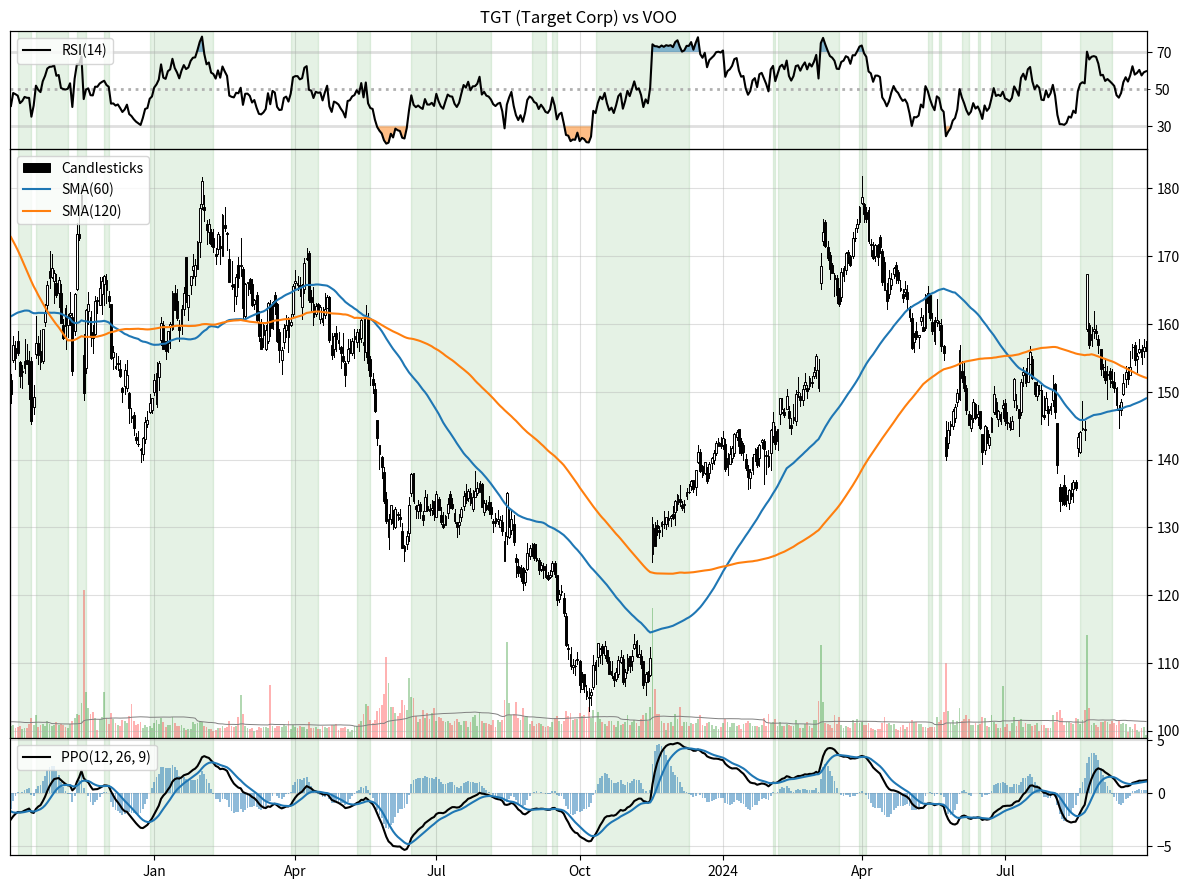 TGT (Target Corp) vs VOO
RSI(14)
70
50
30
Candlesticks
SMA(60)
SMA(120)
180
170
160
150
140
130
120
110
100
PPO(12, 26, 9)
5
0
−5
Jan Apr Jul Oct 2024 Apr Jul